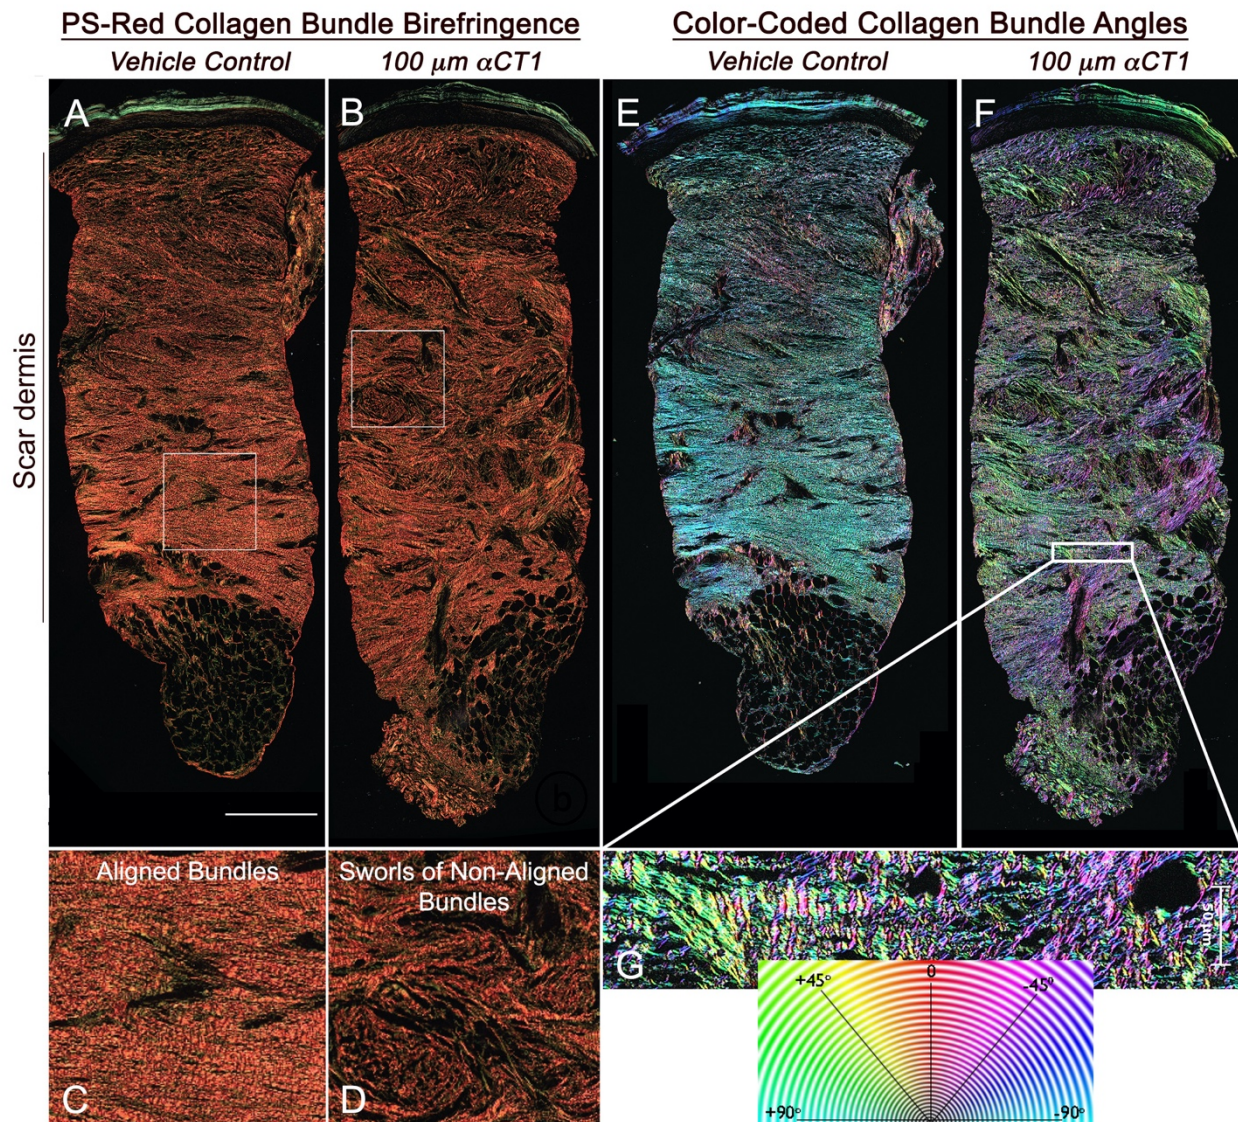 PS-Red Collagen Bundle Birefringence
Color-Coded Collagen Bundle Angles
Vehicle Control
100 μm αCT1
Vehicle Control
100 μm αCT1
A
B
E
F
Scar dermis
b
Aligned Bundles
Sworls of Non-Aligned
Bundles
C
D
G
50μm
+45°
0
-45°
+90°
-90°